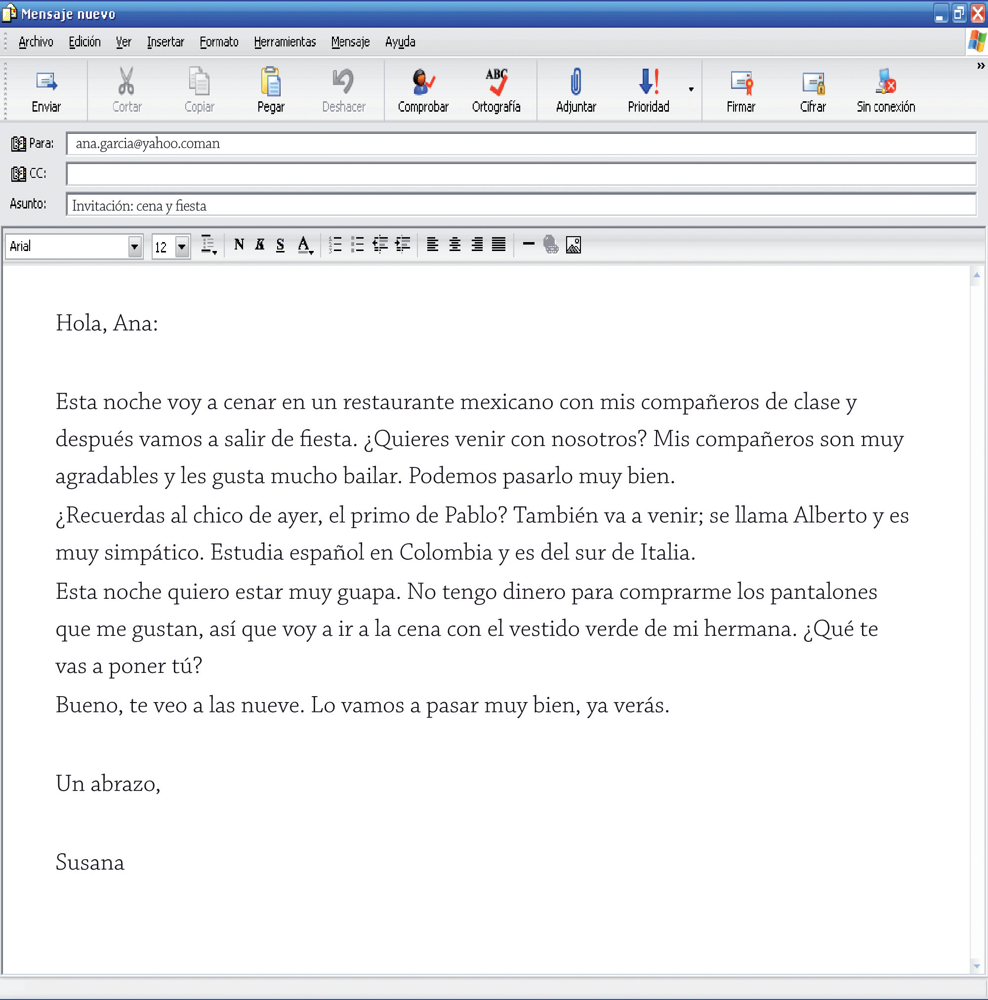 Mensaje nuevo
Archivo Edición Ver Insertar Formato Herramientas Mensaje Ayuda
»
Enviar Cortar Copiar Pegar Deshacer Comprobar ABC Ortografía Adjuntar Prioridad Firmar Cifrar Sin conexión
Para: ana.garcia@yahoo.coman
CC:
Asunto: Invitación: cena y fiesta
Arial 12 N K S A
Hola, Ana:
Esta noche voy a cenar en un restaurante mexicano con mis compañeros de clase y
después vamos a salir de fiesta. ¿Quieres venir con nosotros? Mis compañeros son muy
agradables y les gusta mucho bailar. Podemos pasarlo muy bien.
¿Recuerdas al chico de ayer, el primo de Pablo? También va a venir; se llama Alberto y es
muy simpático. Estudia español en Colombia y es del sur de Italia.
Esta noche quiero estar muy guapa. No tengo dinero para comprarme los pantalones
que me gustan, así que voy a ir a la cena con el vestido verde de mi hermana. ¿Qué te
vas a poner tú?
Bueno, te veo a las nueve. Lo vamos a pasar muy bien, ya verás.
Un abrazo,
Susana